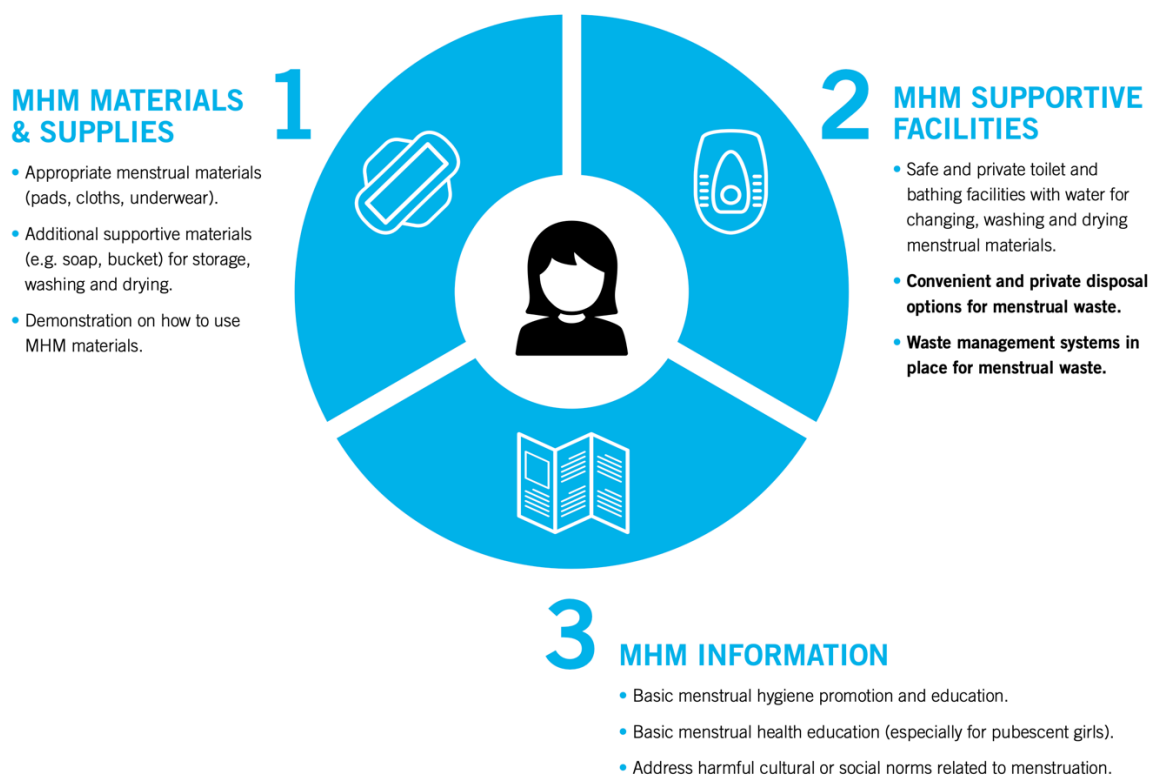 1
MHM MATERIALS
& SUPPLIES
• Appropriate menstrual materials
(pads, cloths, underwear).
• Additional supportive materials
(e.g. soap, bucket) for storage,
washing and drying.
• Demonstration on how to use
MHM materials.
2
MHM SUPPORTIVE
FACILITIES
• Safe and private toilet and
bathing facilities with water for
changing, washing and drying
menstrual materials.
• Convenient and private disposal
options for menstrual waste.
• Waste management systems in
place for menstrual waste.
3
MHM INFORMATION
• Basic menstrual hygiene promotion and education.
• Basic menstrual health education (especially for pubescent girls).
• Address harmful cultural or social norms related to menstruation.